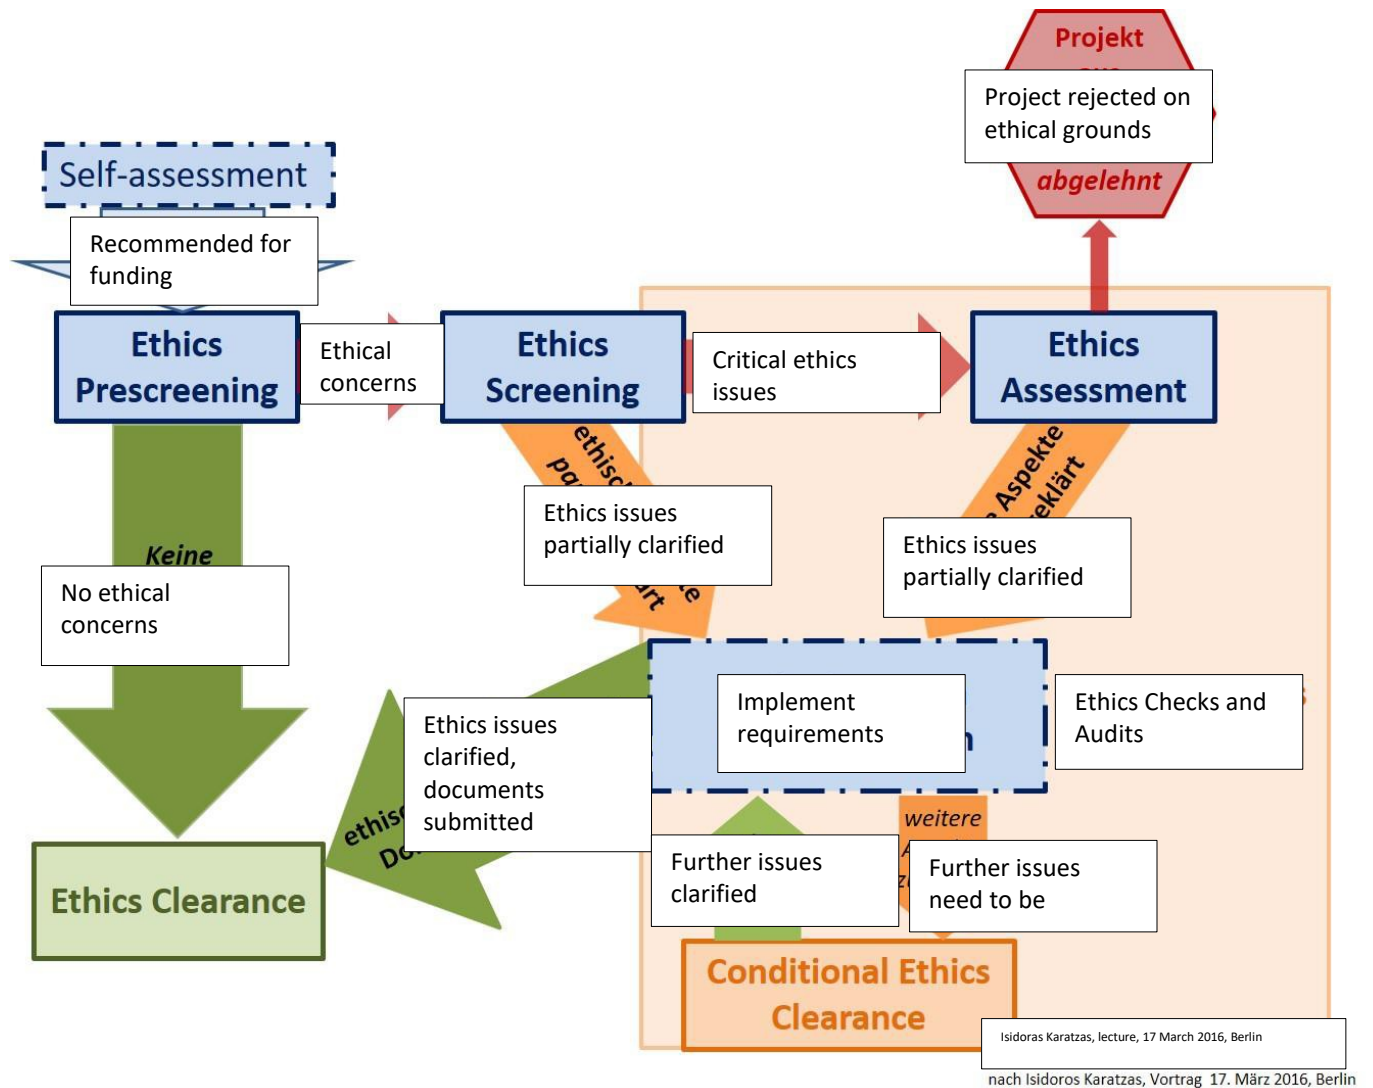 Projekt
Project rejected on
ethical grounds
abgelehnt
Self-assessment
Recommended for
funding
Ethics
Prescreening
Ethical
concerns
Ethics
Screening
Critical ethics
issues
Ethics
Assessment
Keine
No ethical
concerns
Ethics issues
partially clarified
Aspekte
Ethics issues
partially clarified
Implement
requirements
Ethics Checks and
Audits
Ethics issues
clarified,
documents
submitted
weitere
Further issues
clarified
Further issues
need to be
Ethics Clearance
Conditional Ethics
Clearance
Isidoras Karatzas, lecture, 17 March 2016, Berlin
nach Isidoros Karatzas, Vortrag 17. März 2016, Berlin